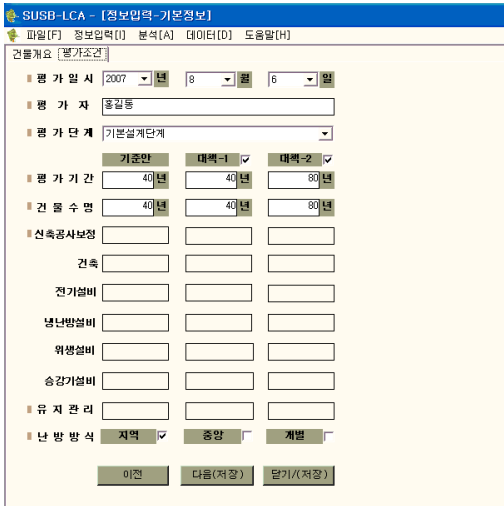 SUSB-LCA - [정보입력-기본정보]
파일[F] 정보입력[I] 분석[A] 데이터[D] 도움말[H]
건물개요 평가조건
평 가 일 시 2007 년 8 월 6 일
평 가 자 홍길동
평 가 단 계 기본설계단계
기준안 대책-1 대책-2
평 가 기 간 40 년 40 년 80 년
건 물 수 명 40 년 40 년 80 년
신축공사보정
건축
전기설비
냉난방설비
위생설비
승강기설비
유 지 관 리
난 방 방 식 지역 중앙 개별
이전 다음(저장) 닫기/(저장)